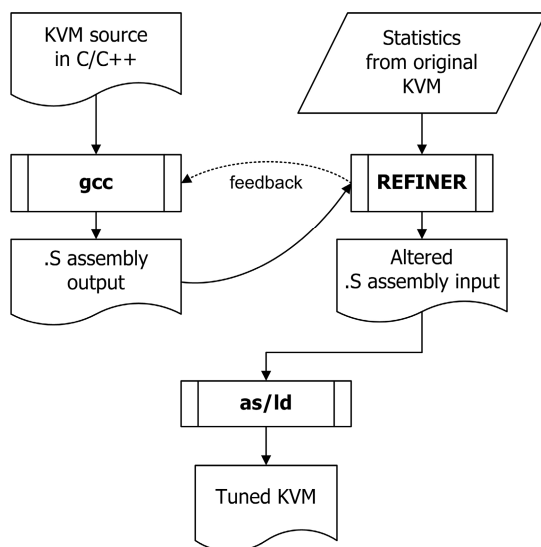 KVM source
in C/C++
Statistics
from original
KVM
gcc
feedback
REFINER
.S assembly
output
Altered
.S assembly input
as/ld
Tuned KVM